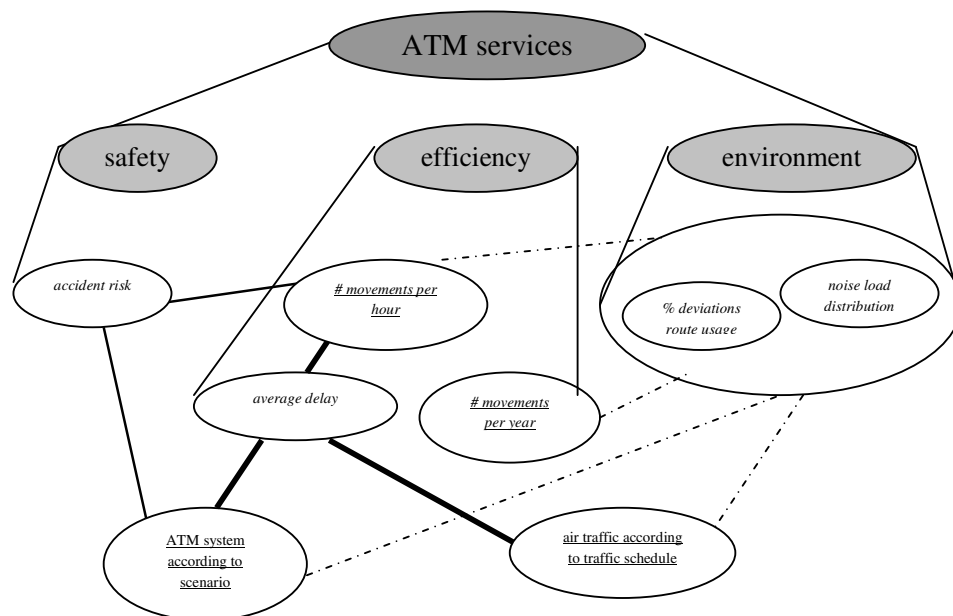 ATM services
safety
efficiency
environment
accident risk
# movements per
hour
% deviations
route usage
noise load
distribution
average delay
# movements
per year
ATM system
according to
scenario
air traffic according
to traffic schedule